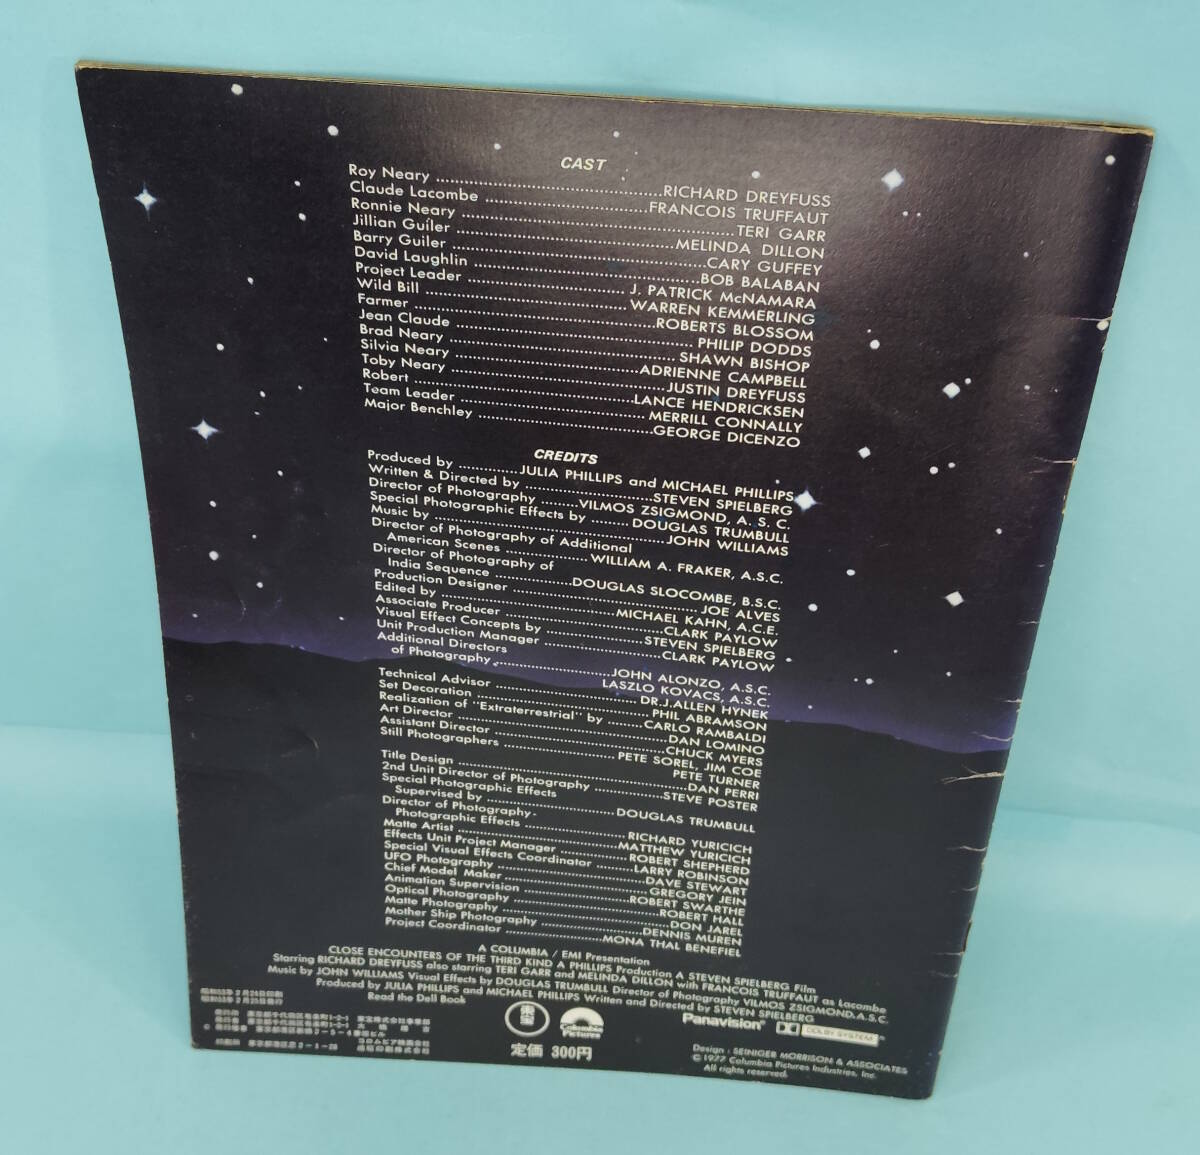 CAST
Roy Neary ........ RICHARD DREYFUSS
Claude Lacombe ........ FRANCOIS TRUFFAUT
Ronnie Neary ........ TERI GARR
Jillian Guiler ........ MELINDA DILLON
Barry Guiler ........ CARY GUFFEY
David Laughlin ........ BOB BALABAN
Project Leader ........ J. PATRICK McNAMARA
Wild Bill ........ WARREN KEMMERLING
Farmer ........ ROBERTS BLOSSOM
Jean Claude ........ PHILIP DODDS
Brad Neary ........ SHAWN BISHOP
Silvia Neary ........ ADRIENNE CAMPBELL
Toby Neary ........ JUSTIN DREYFUSS
Robert ........ LANCE HENDRICKSEN
Team Leader ........ MERRILL CONNALLY
Major Benchley ........ GEORGE DICENZO
CREDITS
Produced by ........ JULIA PHILLIPS and MICHAEL PHILLIPS
Written & Directed by ........ STEVEN SPIELBERG
Director of Photography ........ VILMOS ZSIGMOND, A. S. C.
Special Photographic Effects by ........ DOUGLAS TRUMBULL
Music by ........ JOHN WILLIAMS
Director of Photography of Additional
American Scenes ........ WILLIAM A. FRAKER, A.S.C.
Director of Photography of
India Sequence ........ DOUGLAS SLOCOMBE, B.S.C.
Production Designer ........ JOE ALVES
Edited by ........ MICHAEL KAHN, A.C.E.
Associate Producer ........ CLARK PAYLOW
Visual Effect Concepts by ........ STEVEN SPIELBERG
Unit Production Manager ........ CLARK PAYLOW
Additional Directors
of Photography ........ JOHN ALONZO, A.S.C.
LASZLO KOVACS, A.S.C.
Technical Advisor ........ DR.J.ALLEN HYNEK
Set Decoration ........ PHIL ABRAMSON
Realization of "Extraterrestrial" by ........ CARLO RAMBALDI
Art Director ........ DAN LOMINO
Assistant Director ........ CHUCK MYERS
Still Photographers ........ PETE SOREL, JIM COE
PETE TURNER
Title Design ........ DAN PERRI
2nd Unit Director of Photography ........ STEVE POSTER
Special Photographic Effects
Supervised by ........ DOUGLAS TRUMBULL
Director of Photography-
Photographic Effects ........ RICHARD YURICICH
Matte Artist ........ MATTHEW YURICICH
Effects Unit Project Manager ........ ROBERT SHEPHERD
Special Visual Effects Coordinator ........ LARRY ROBINSON
UFO Photography ........ DAVE STEWART
Chief Model Maker ........ GREGORY JEIN
Animation Supervision ........ ROBERT SWARTHE
Optical Photography ........ ROBERT HALL
Matte Photography ........ DON JAREL
Mother Ship Photography ........ DENNIS MUREN
Project Coordinator ........ MONA THAL BENEFIEL
A COLUMBIA / EMI Presentation
CLOSE ENCOUNTERS OF THE THIRD KIND A PHILLIPS Production A STEVEN SPIELBERG Film
Starring RICHARD DREYFUSS also starring TERI GARR and MELINDA DILLON with FRANCOIS TRUFFAUT as Lacombe
Music by JOHN WILLIAMS Visual Effects by DOUGLAS TRUMBULL Director of Photography VILMOS ZSIGMOND.A.S.C.
Produced by JULIA PHILLIPS and MICHAEL PHILLIPS Written and Directed by STEVEN SPIELBERG
Read the Dell Book
東宝
Columbia Pictures
Panavision®
DOLBY SYSTEM®
定価 300円
Design : SEINIGER MORRISON & ASSOCIATES
©1977 Columbia Pictures Industries, Inc.
All rights reserved.